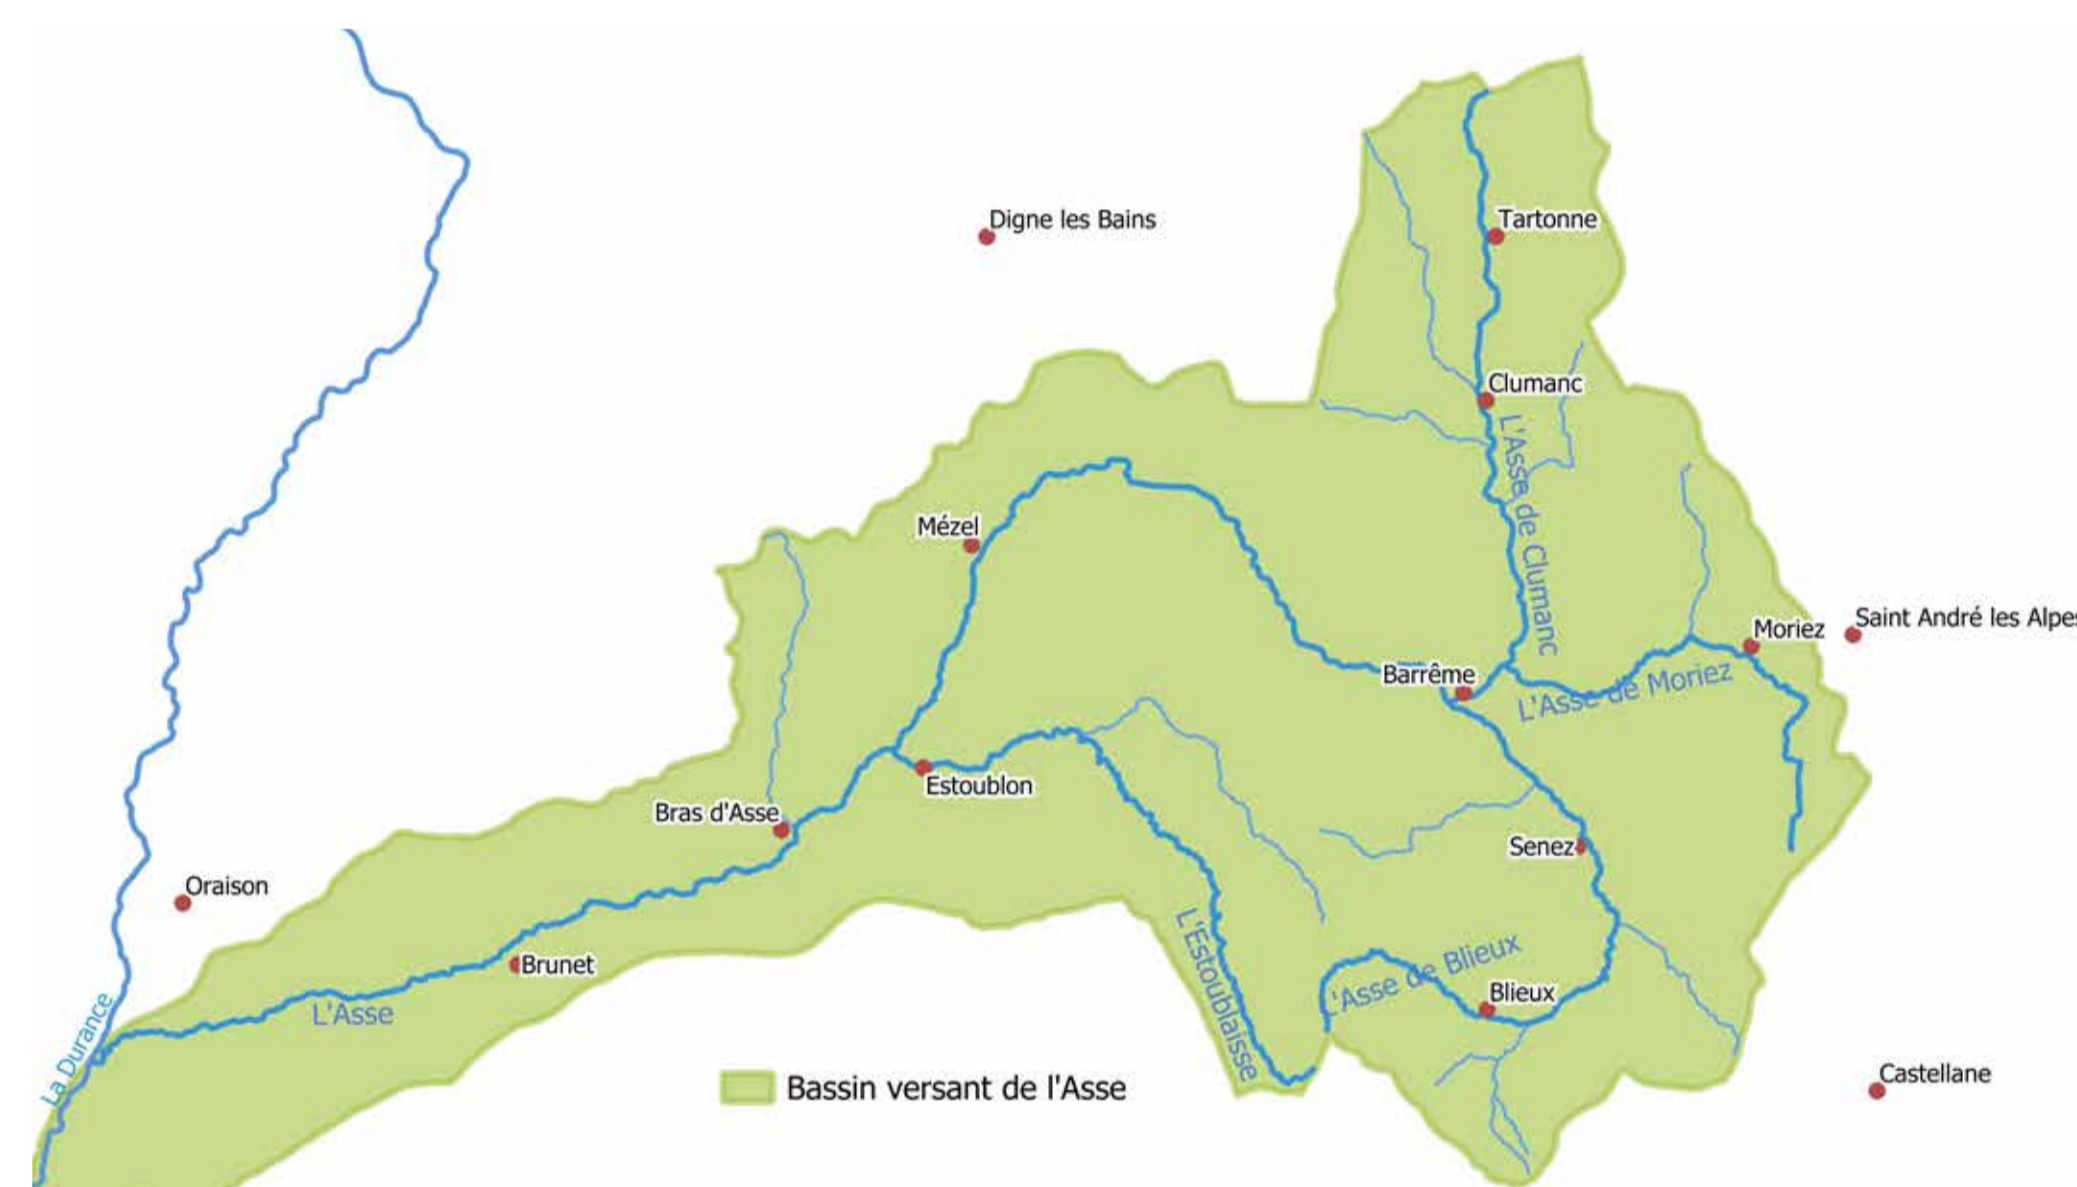 Digne les Bains
Tartonne
Clumanc
L'Asse de Clumanc
Mézel
Saint André les Alpes
Moriez
Barrême
L'Asse de Moriez
Estoublon
Bras d'Asse
Senez
Oraison
L'Estoublaisse
L'Asse de Blieux
Brunet
Blieux
L'Asse
La Durance
Castellane
Bassin versant de l'Asse